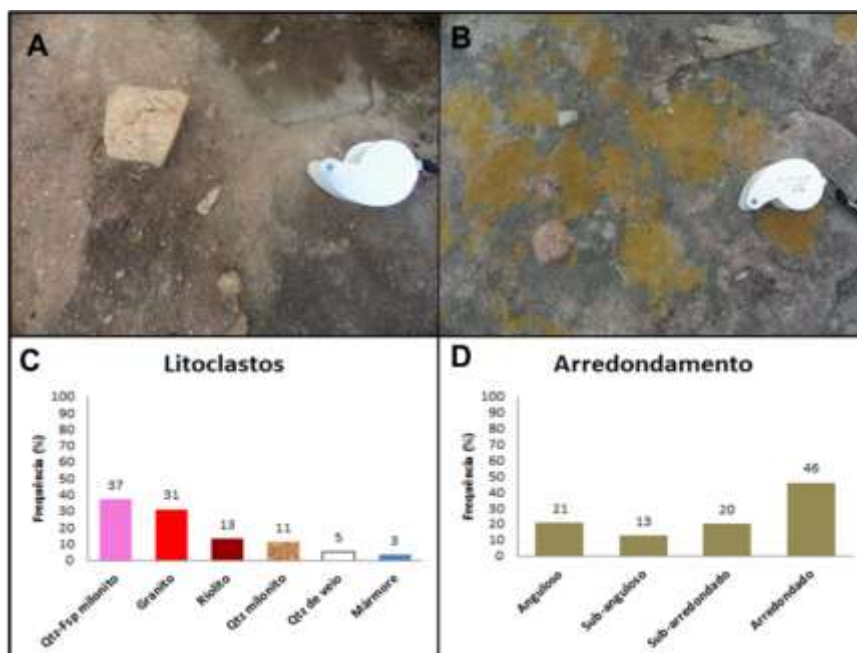 A
B
C
Litoclastos
Frequência (%)
100
90
80
70
60
50
40
30
20
10
0
37
31
13
11
5
3
Qtz-Fsp milonito
Granito
Riolito
Qtz milonito
Qtz de veio
Mármore
D
Arredondamento
Frequência (%)
100
90
80
70
60
50
40
30
20
10
0
21
13
20
46
Anguloso
Sub-anguloso
Sub-arredondado
Arredondado